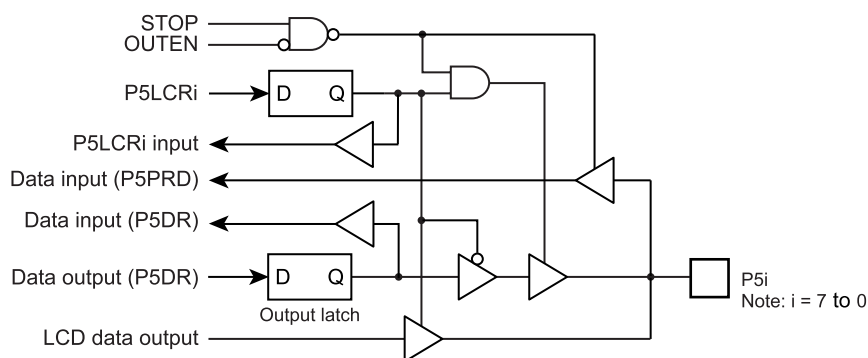 STOP
OUTEN
P5LCRi
D Q
P5LCRi input
Data input (P5PRD)
Data input (P5DR)
Data output (P5DR)
D Q
Output latch
P5i
Note: i = 7 to 0
LCD data output